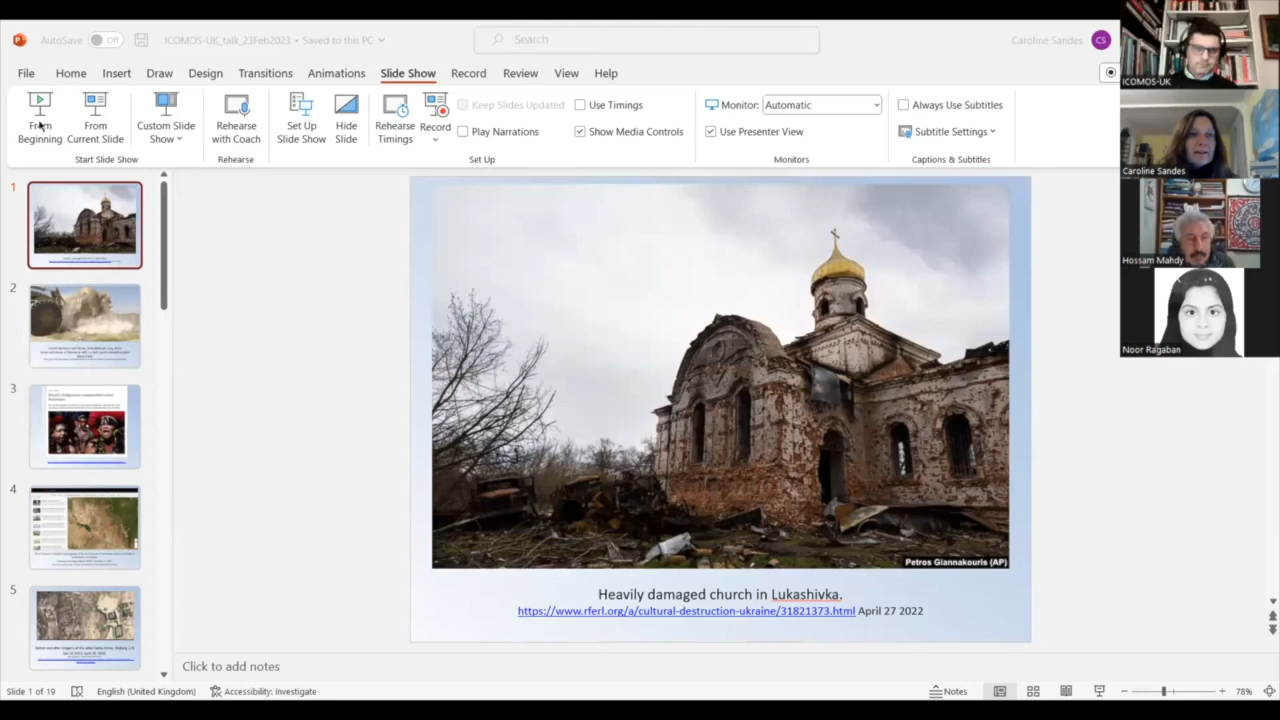 AutoSave Off ICOMOS-UK_talk_23Feb2023 • Saved to this PC
Search
Caroline Sandes CS
File Home Insert Draw Design Transitions Animations Slide Show Record Review View Help
From Beginning
From Current Slide
Custom Slide Show
Rehearse with Coach
Set Up Slide Show
Hide Slide
Rehearse Timings
Record
Keep Slides Updated
Use Timings
Play Narrations
Show Media Controls
Monitor: Automatic
Use Presenter View
Always Use Subtitles
Subtitle Settings
Start Slide Show Rehearse Set Up Monitors Captions & Subtitles
ICOMOS-UK
Caroline Sandes
Hossam Mahdy
Noor Ragaban
1
2
3
4
5
Petros Giannakouris (AP)
Heavily damaged church in Lukashivka.
https://www.rferl.org/a/cultural-destruction-ukraine/31821373.html April 27 2022
Click to add notes
Slide 1 of 19 English (United Kingdom) Accessibility: Investigate Notes 78%